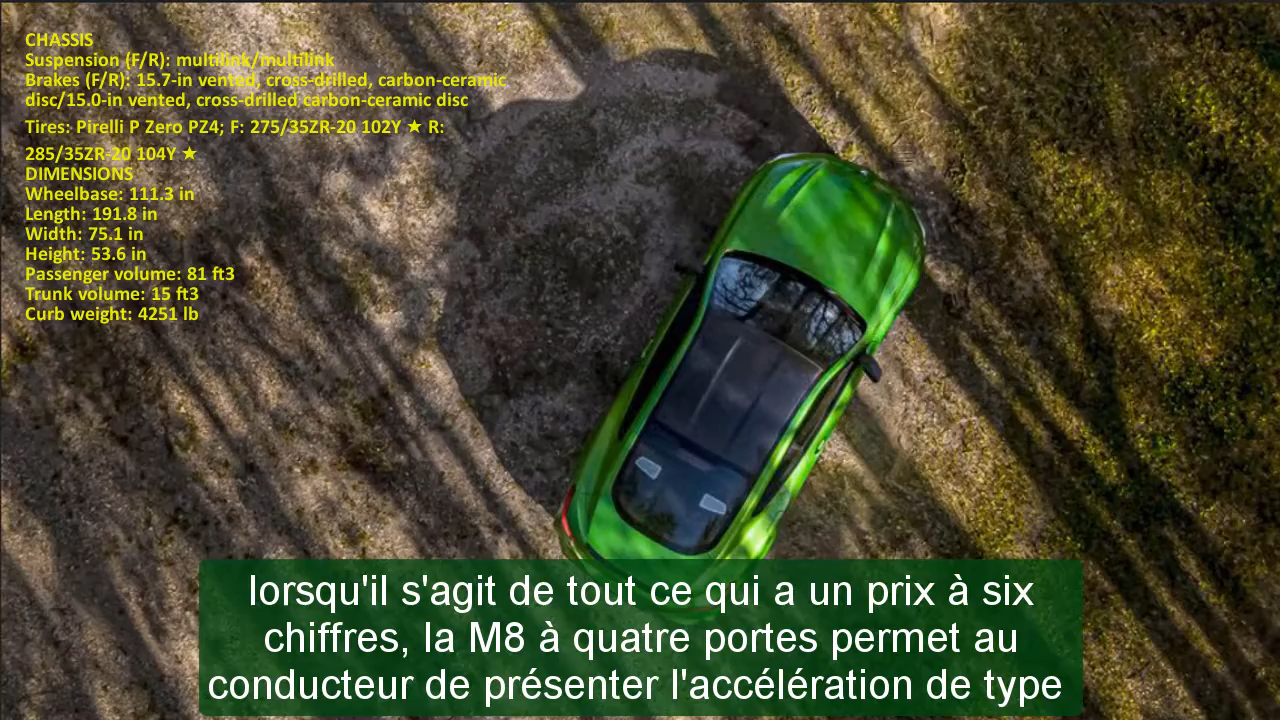 CHASSIS
Suspension (F/R): multilink/multilink
Brakes (F/R): 15.7-in vented, cross-drilled, carbon-ceramic
disc/15.0-in vented, cross-drilled carbon-ceramic disc
Tires: Pirelli P Zero PZ4; F: 275/35ZR-20 102Y ★ R:
285/35ZR-20 104Y ★
DIMENSIONS
Wheelbase: 111.3 in
Length: 191.8 in
Width: 75.1 in
Height: 53.6 in
Passenger volume: 81 ft3
Trunk volume: 15 ft3
Curb weight: 4251 lb
lorsqu'il s'agit de tout ce qui a un prix à six
chiffres, la M8 à quatre portes permet au
conducteur de présenter l'accélération de type